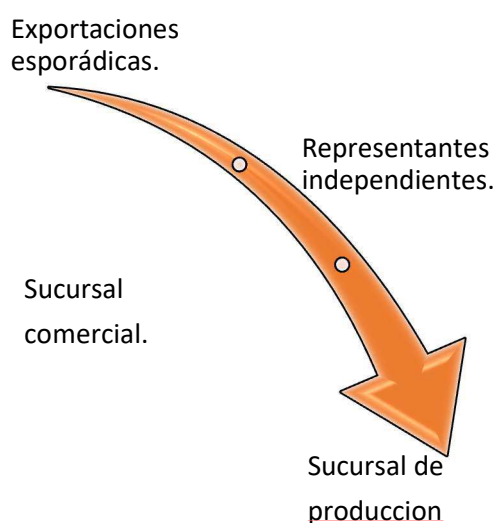 Exportaciones
esporádicas.
Representantes
independientes.
Sucursal
comercial.
Sucursal de
produccion